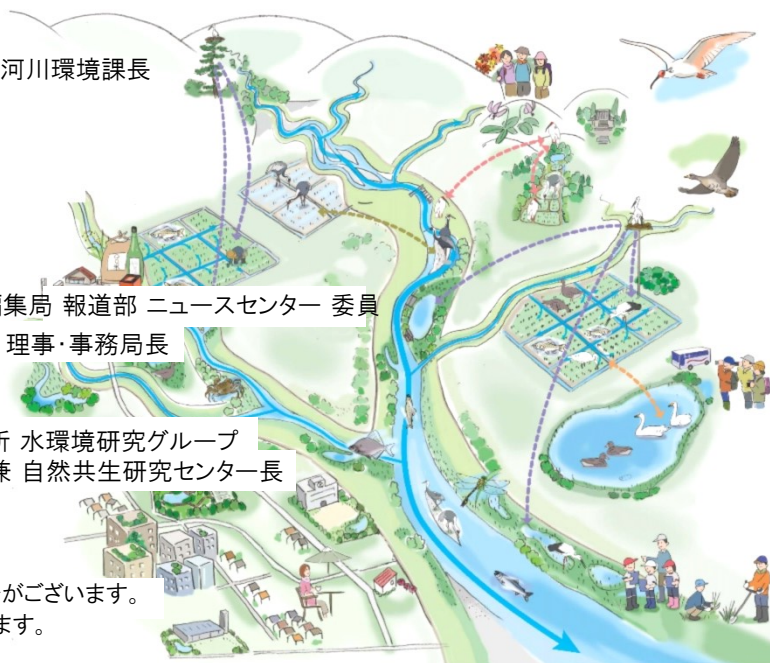 河川環境課長
編集局 報道部 ニュースセンター 委員
理事・事務局長
所 水環境研究グループ
兼 自然共生研究センター長
がございます。
ます。